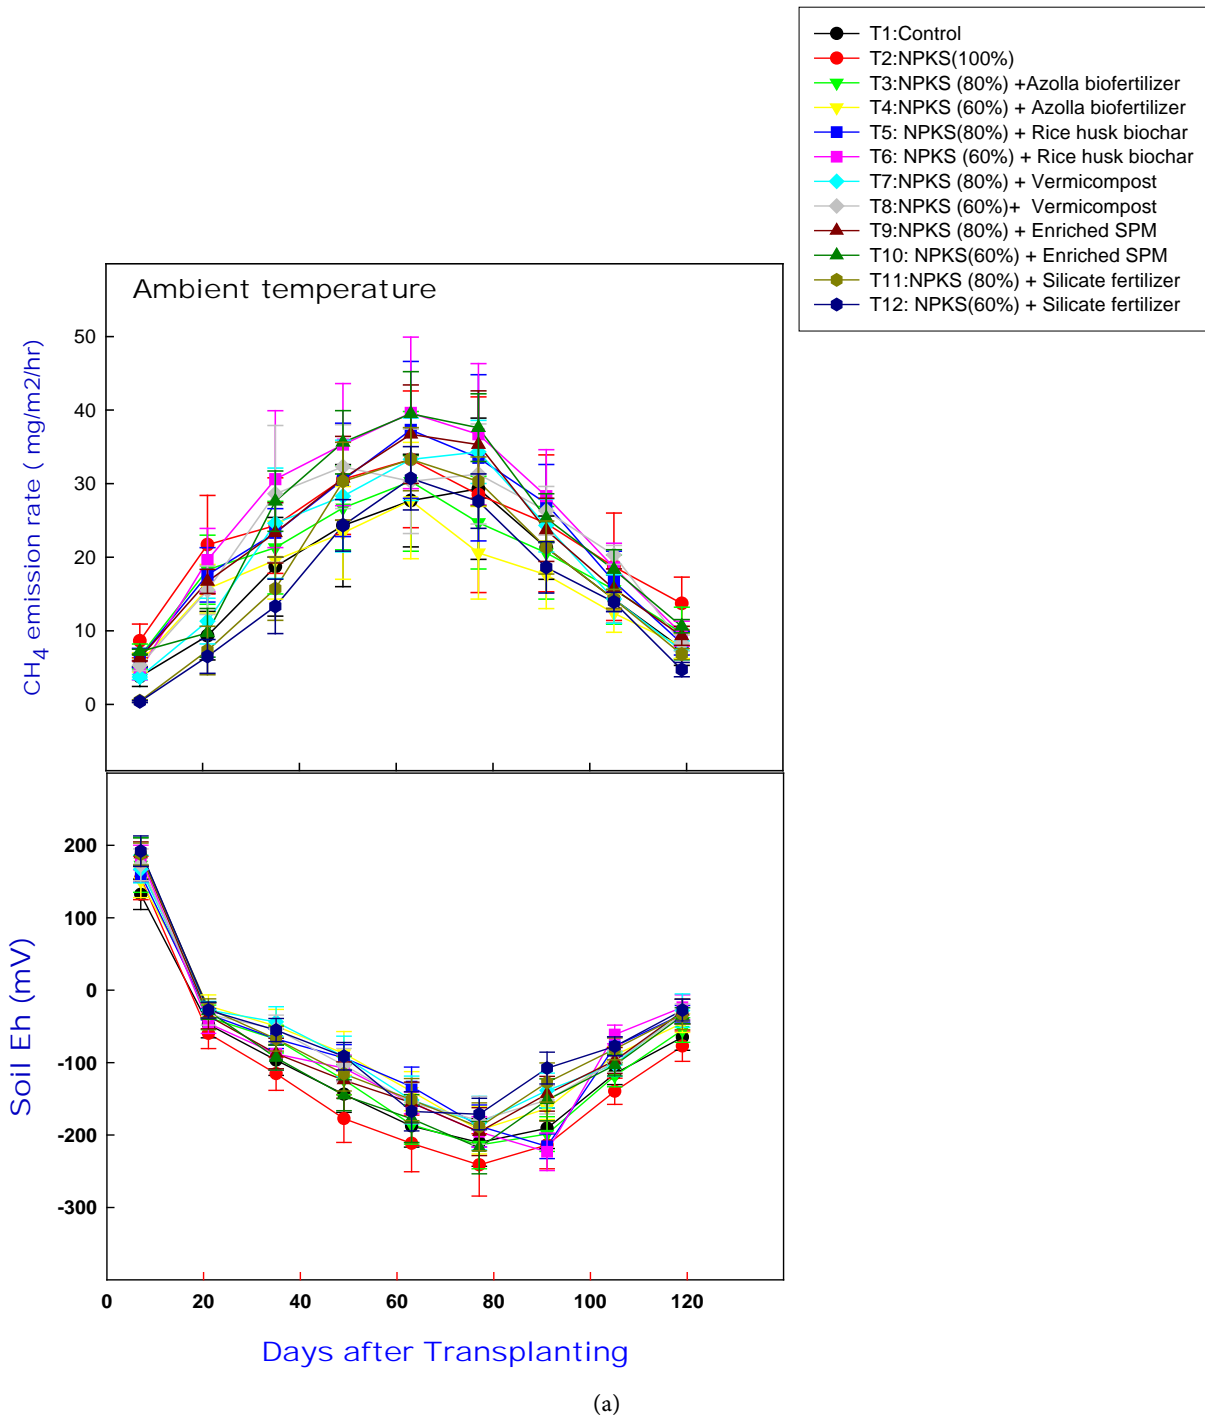 T1:Control
T2:NPKS(100%)
T3:NPKS (80%) +Azolla biofertilizer
T4:NPKS (60%) + Azolla biofertilizer
T5: NPKS(80%) + Rice husk biochar
T6: NPKS (60%) + Rice husk biochar
T7:NPKS (80%) + Vermicompost
T8:NPKS (60%)+  Vermicompost
T9:NPKS (80%) + Enriched SPM
T10: NPKS(60%) + Enriched SPM
T11:NPKS (80%) + Silicate fertilizer
T12: NPKS(60%) + Silicate fertilizer
Ambient temperature
CH4 emission rate ( mg/m2/hr)
50
40
30
20
10
0
Soil Eh (mV)
200
100
0
-100
-200
-300
0 20 40 60 80 100 120
Days after Transplanting
(a)